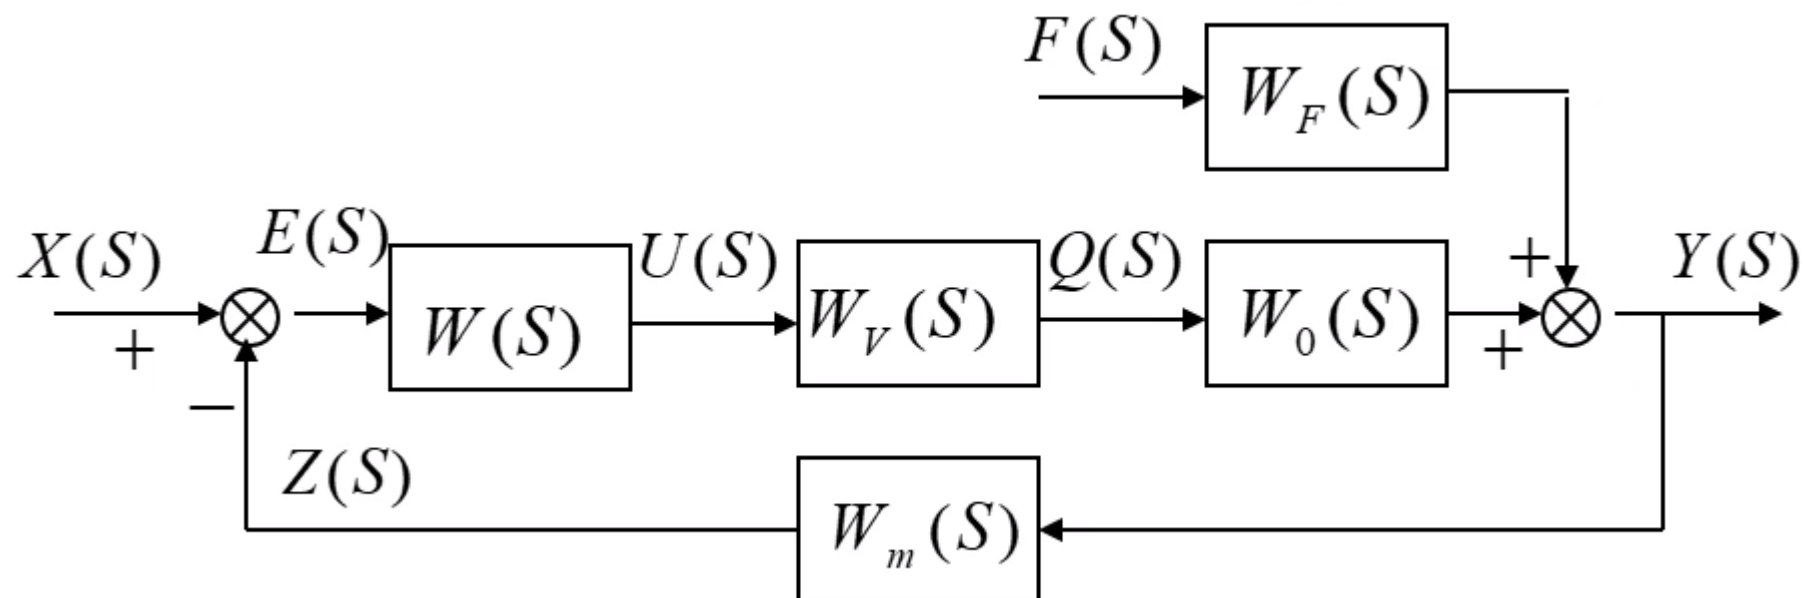 F(S)
W_F(S)
X(S)
+
E(S)
W(S)
U(S)
W_V(S)
Q(S)
W_0(S)
+
+
Y(S)
−
Z(S)
W_m(S)